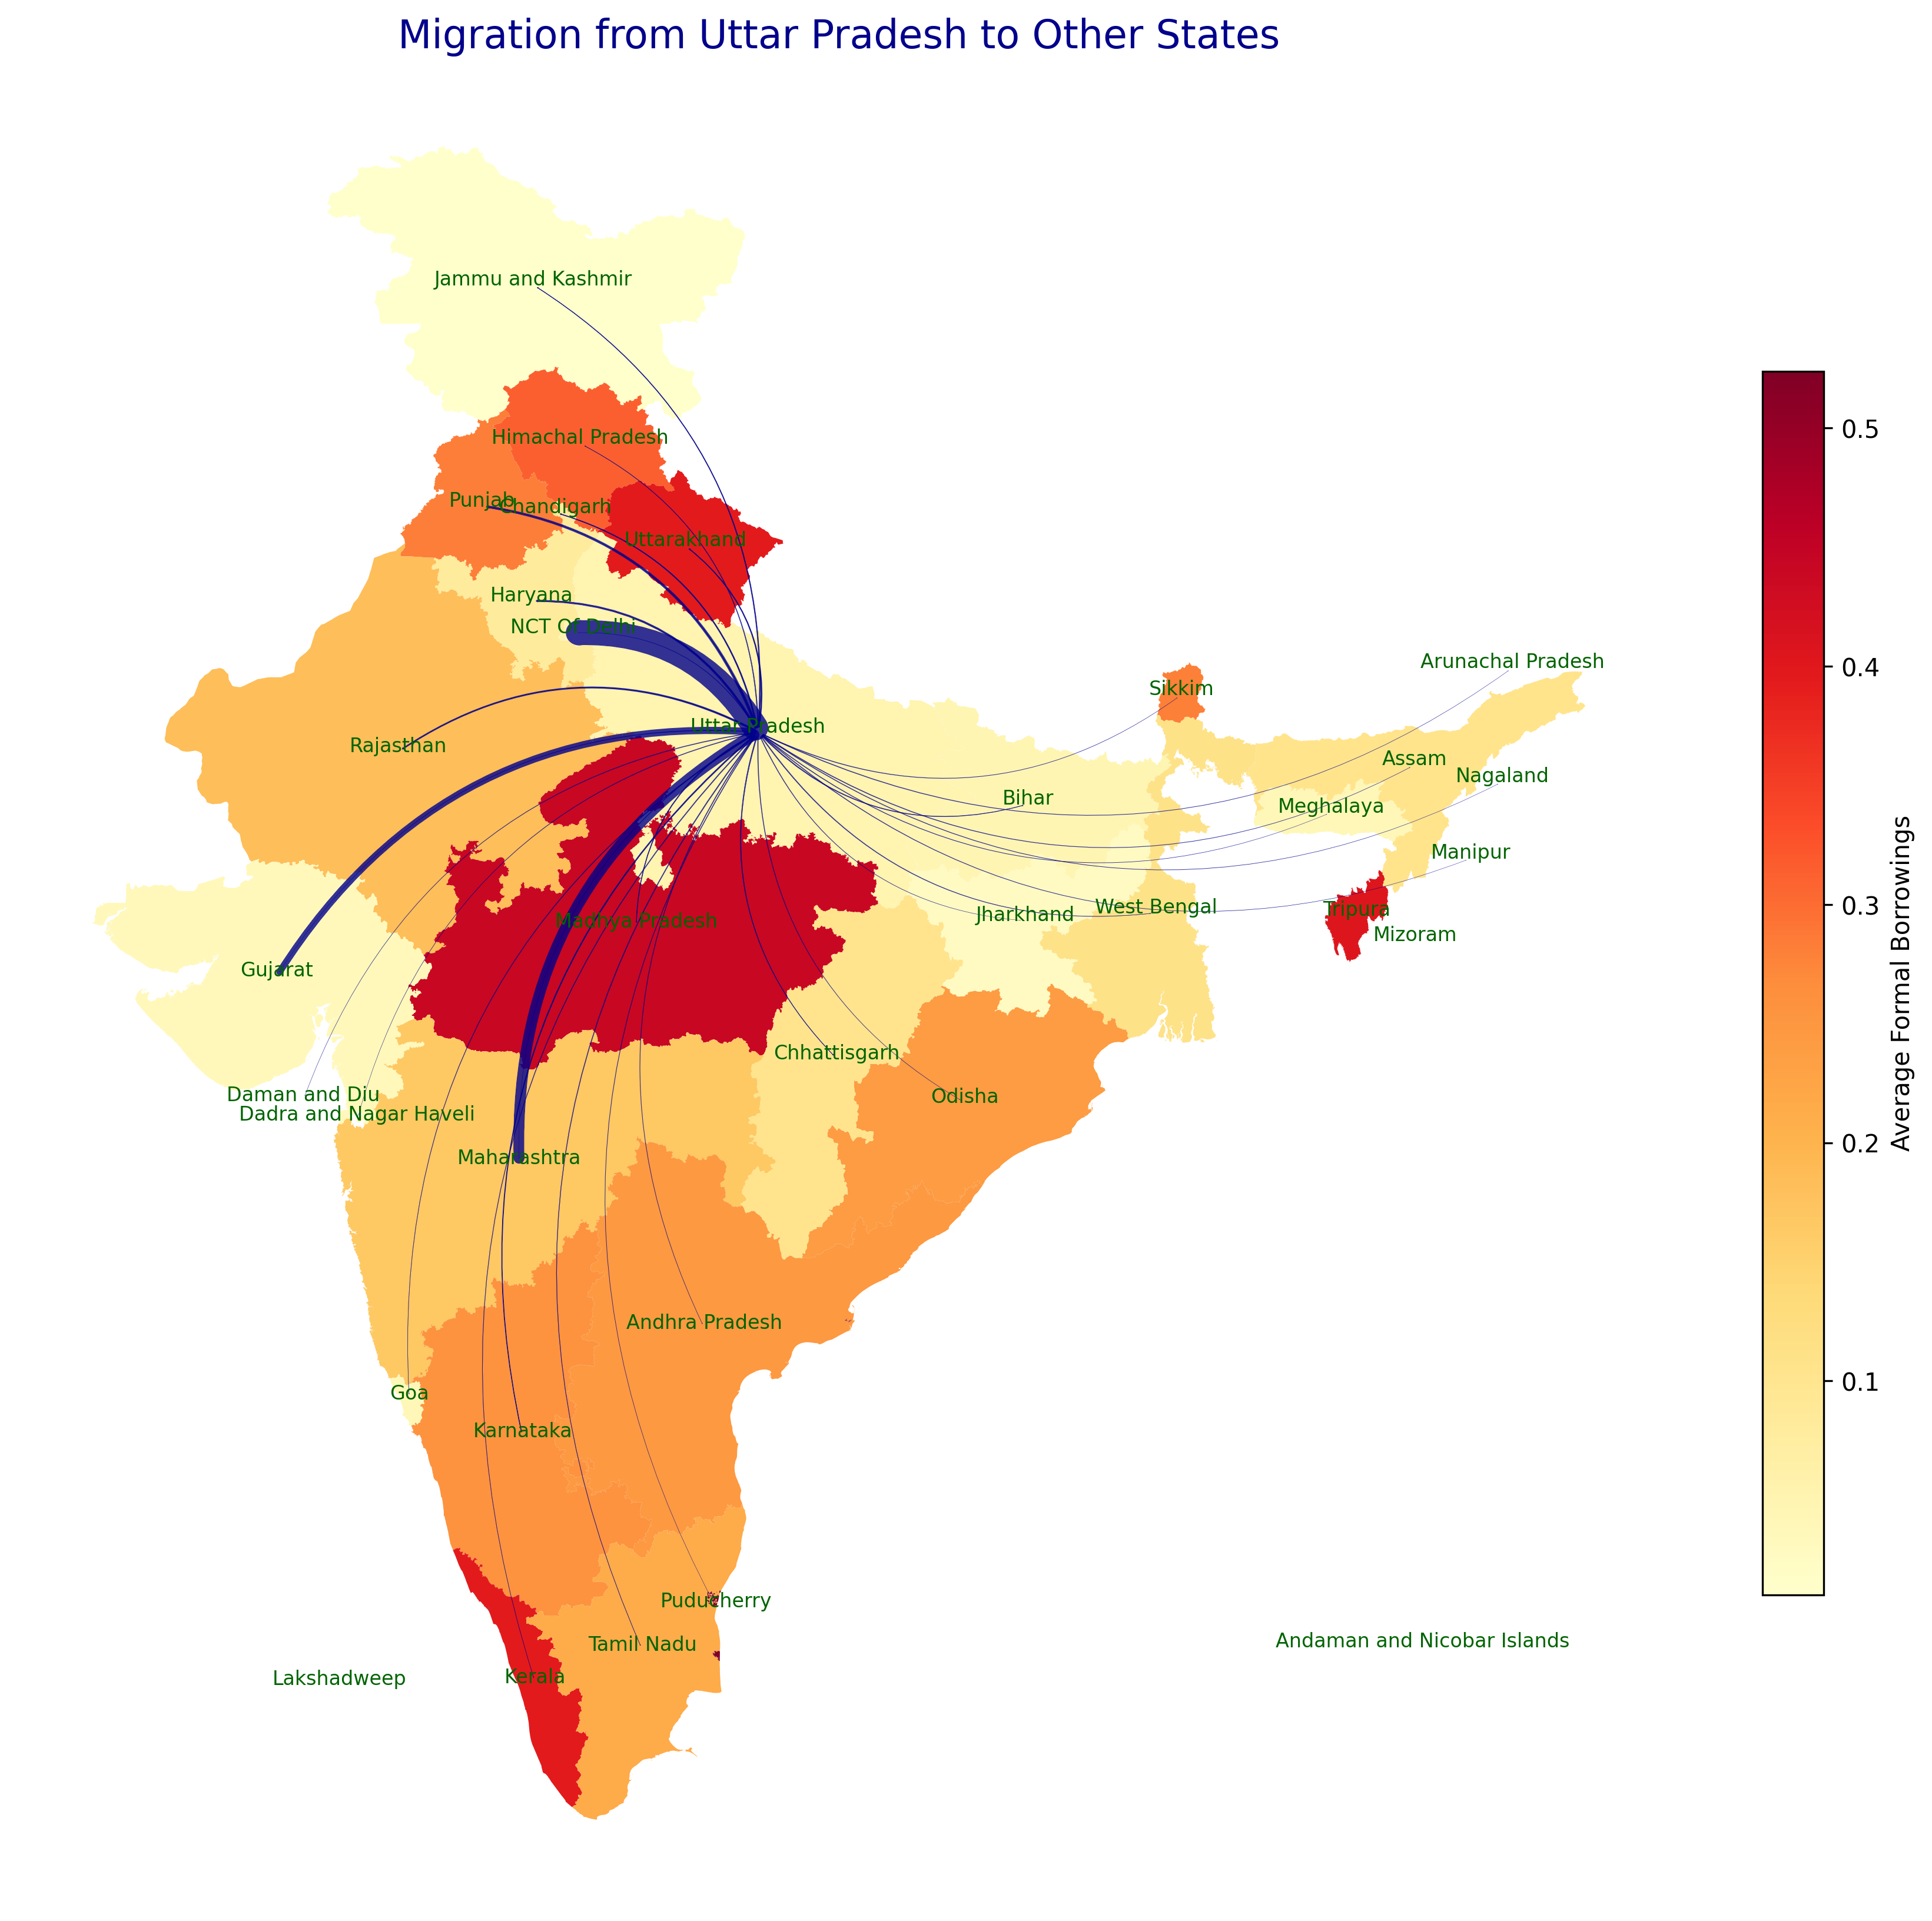 Migration from Uttar Pradesh to Other States
Jammu and Kashmir
Himachal Pradesh
Punjab
Chandigarh
Uttarakhand
Haryana
NCT Of Delhi
Arunachal Pradesh
Sikkim
Uttar Pradesh
Rajasthan
Assam
Nagaland
Bihar
Meghalaya
Manipur
Madhya Pradesh
Jharkhand
West Bengal
Tripura
Mizoram
Gujarat
Chhattisgarh
Daman and Diu
Odisha
Dadra and Nagar Haveli
Maharashtra
Andhra Pradesh
Goa
Karnataka
Puducherry
Tamil Nadu
Andaman and Nicobar Islands
Lakshadweep
Kerala
0.5
0.4
0.3
0.2
0.1
Average Formal Borrowings